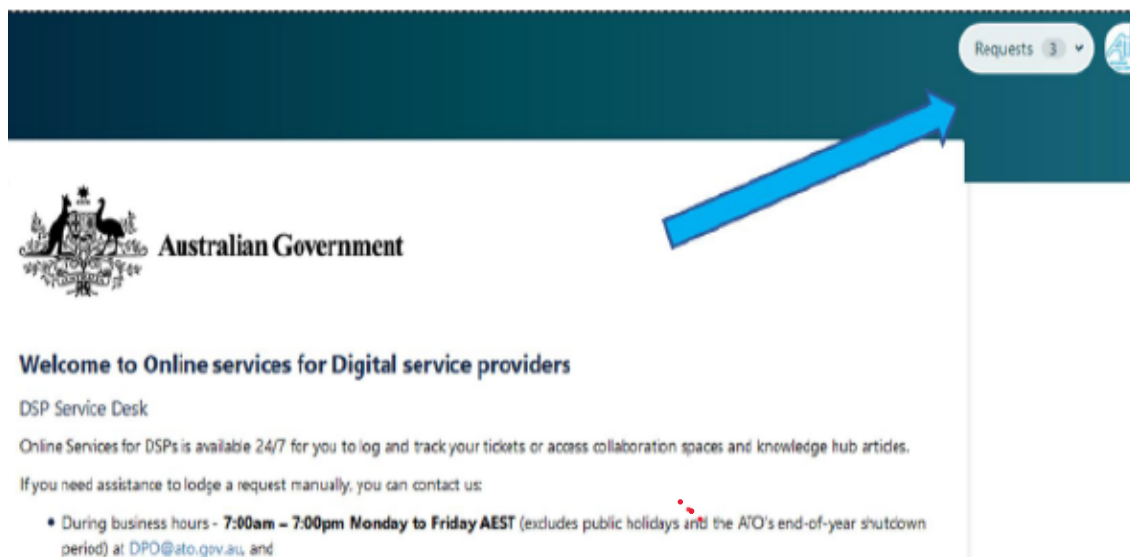 Requests 3
Australian Government
Welcome to Online services for Digital service providers
DSP Service Desk
Online Services for DSPs is available 24/7 for you to log and track your tickets or access collaboration spaces and knowledge hub articles.
If you need assistance to lodge a request manually, you can contact us:
• During business hours - 7:00am – 7:00pm Monday to Friday AEST (excludes public holidays and the ATO's end-of-year shutdown
period) at DPO@ato.gov.au, and